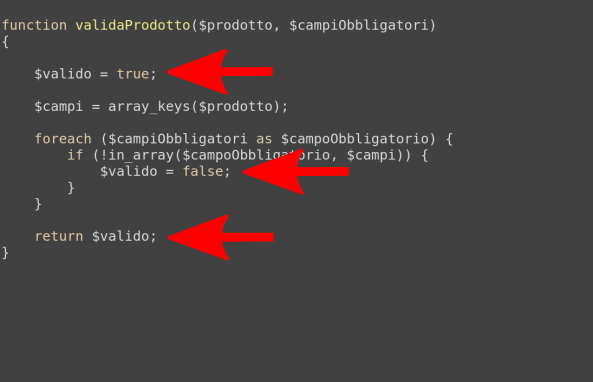 function validaProdotto($prodotto, $campiObbligatori)
{
$valido = true;
$campi = array_keys($prodotto);
foreach ($campiObbligatori as $campoObbligatorio) {
if (!in_array($campoObbligatorio, $campi)) {
$valido = false;
}
}
return $valido;
}